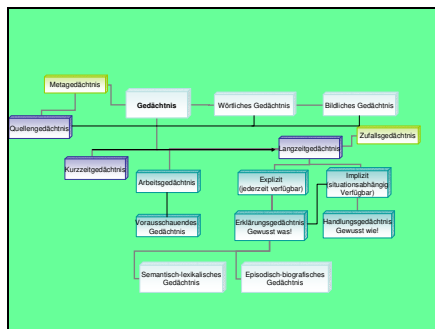 Metagedächtnis
Gedächtnis
Wörtliches Gedächtnis
Bildliches Gedächtnis
Quellengedächtnis
Zufallsgedächtnis
Langzeitgedächtnis
Kurzzeitgedächtnis
Arbeitsgedächtnis
Explizit
(jederzeit verfügbar)
Implizit
(situationsabhängig
Verfügbar)
Vorausschauendes
Gedächtnis
Erklärungsgedächtnis
Gewusst was!
Handlungsgedächtnis
Gewusst wie!
Semantisch-lexikalisches
Gedächtnis
Episodisch-biografisches
Gedächtnis